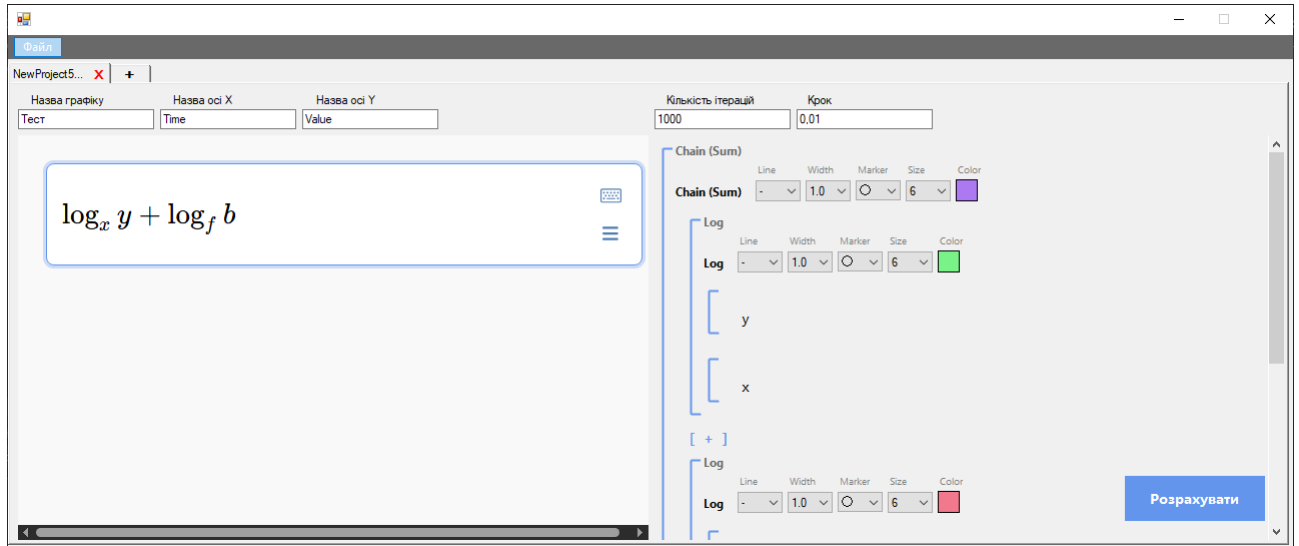 Файл
NewProject5... X +
Назва графіку Назва осі X Назва осі Y Кількість ітерацій Крок
Тест Time Value 1000 0,01
log_x y + log_f b
Chain (Sum)
Line Width Marker Size Color
Chain (Sum) - 1.0 O 6
Log
Line Width Marker Size Color
Log - 1.0 O 6
y
x
[ + ]
Log
Line Width Marker Size Color
Log - 1.0 O 6
Розрахувати